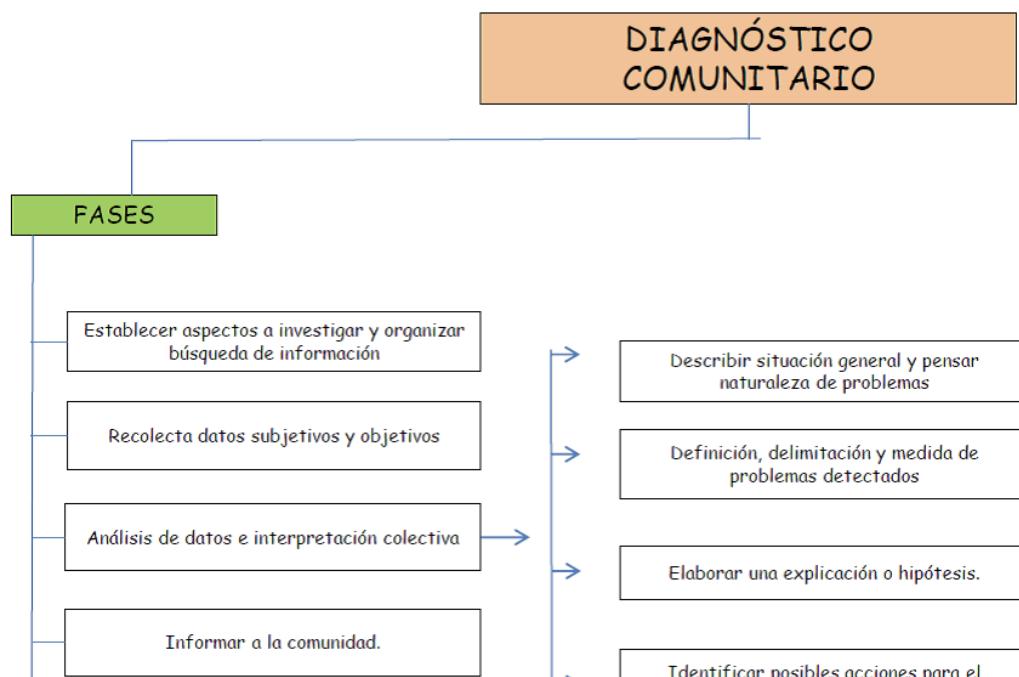 DIAGNÓSTICO
COMUNITARIO
FASES
Establecer aspectos a investigar y organizar
búsqueda de información
Recolecta datos subjetivos y objetivos
Análisis de datos e interpretación colectiva
Informar a la comunidad.
Describir situación general y pensar
naturaleza de problemas
Definición, delimitación y medida de
problemas detectados
Elaborar una explicación o hipótesis.
Identificar posibles acciones para el